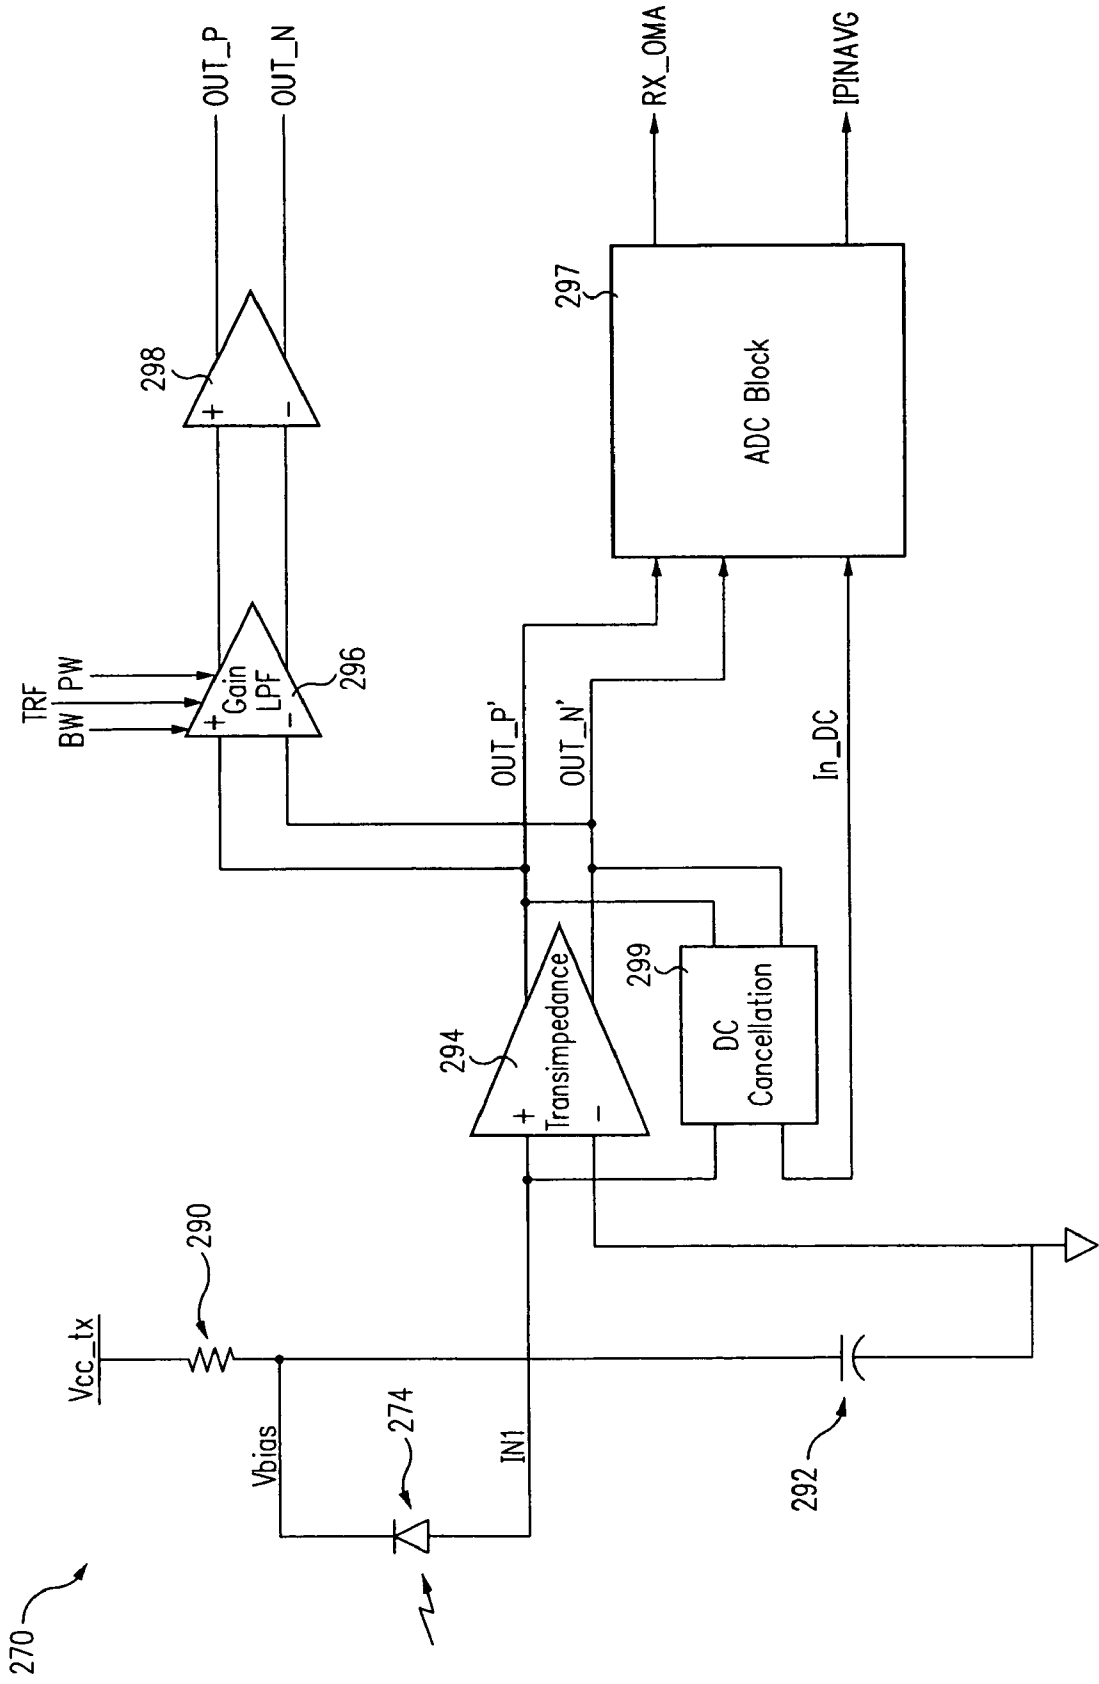 270
Vcc_tx
290
Vbias
274
IN1
292
294
+
Transimpedance
−
299
DC
Cancellation
OUT_P'
OUT_N'
In_DC
BW
TRF
PW
+
Gain
LPF
−
296
298
+
−
OUT_P
OUT_N
297
ADC Block
RX_OMA
IPINAVG